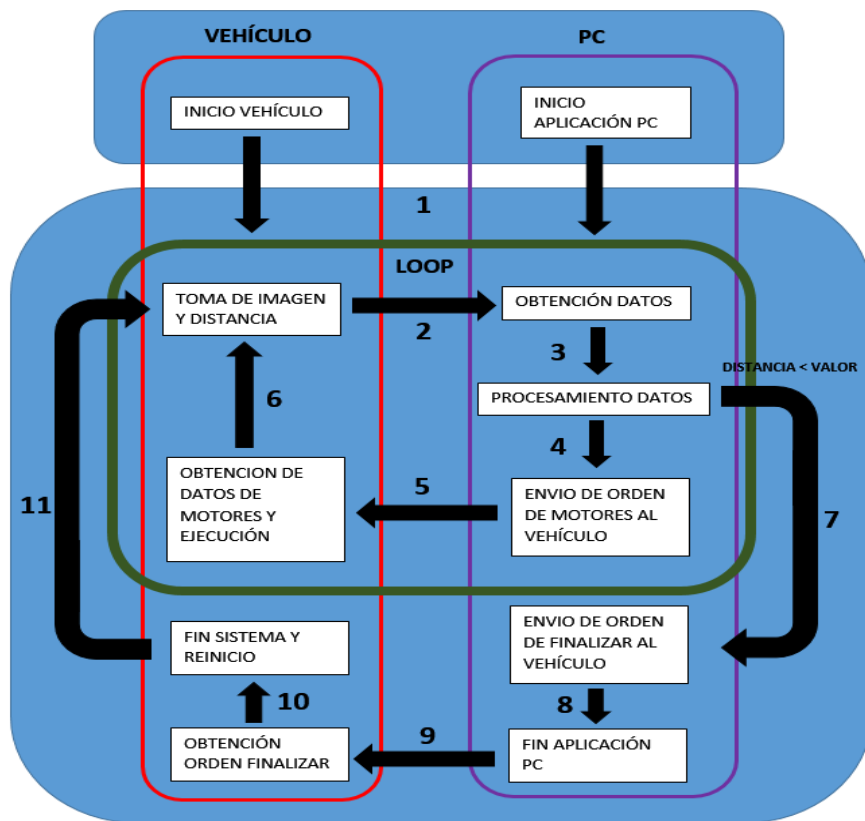 VEHÍCULO
PC
INICIO VEHÍCULO
INICIO
APLICACIÓN PC
1
LOOP
TOMA DE IMAGEN
Y DISTANCIA
2
OBTENCIÓN DATOS
3
DISTANCIA < VALOR
PROCESAMIENTO DATOS
6
4
OBTENCION DE
DATOS DE
MOTORES Y
EJECUCIÓN
5
ENVIO DE ORDEN
DE MOTORES AL
VEHÍCULO
11
7
FIN SISTEMA Y
REINICIO
ENVIO DE ORDEN
DE FINALIZAR AL
VEHÍCULO
10
8
OBTENCIÓN
ORDEN FINALIZAR
9
FIN APLICACIÓN
PC